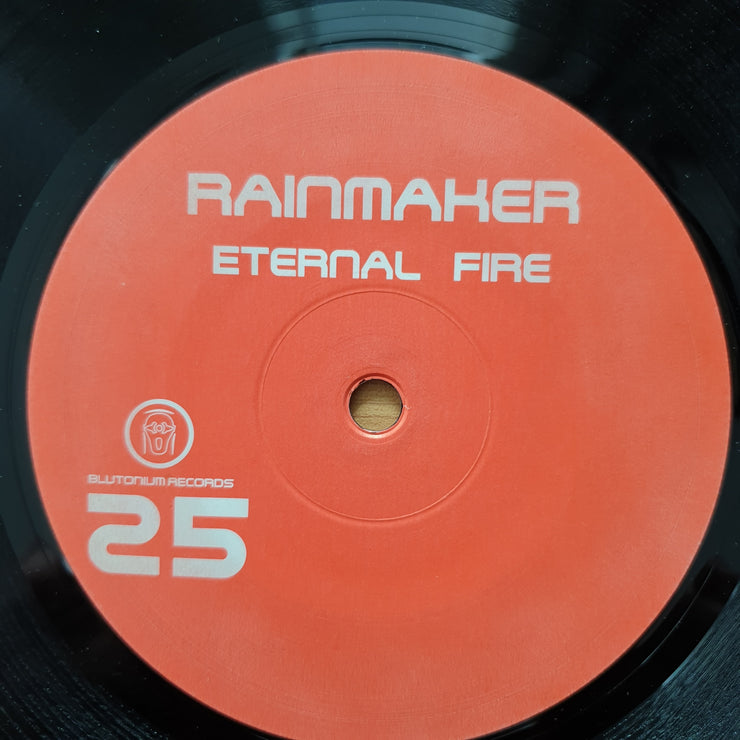 RAINMAKER
ETERNAL FIRE
BLUTONIUM RECORDS
25